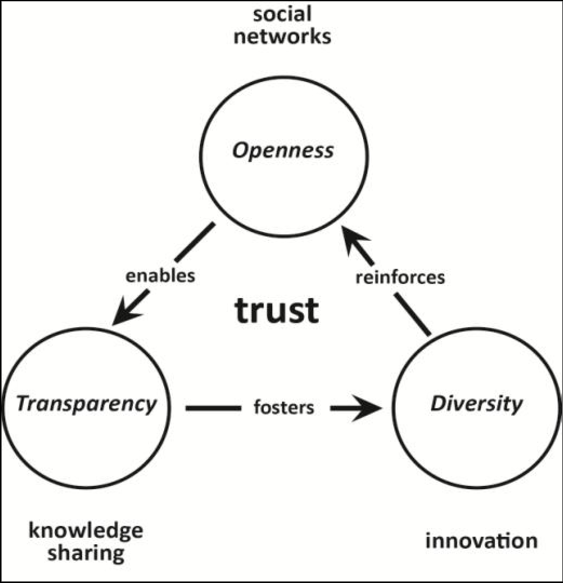 social
networks
Openness
enables
reinforces
trust
Transparency
fosters
Diversity
knowledge
sharing
innovation